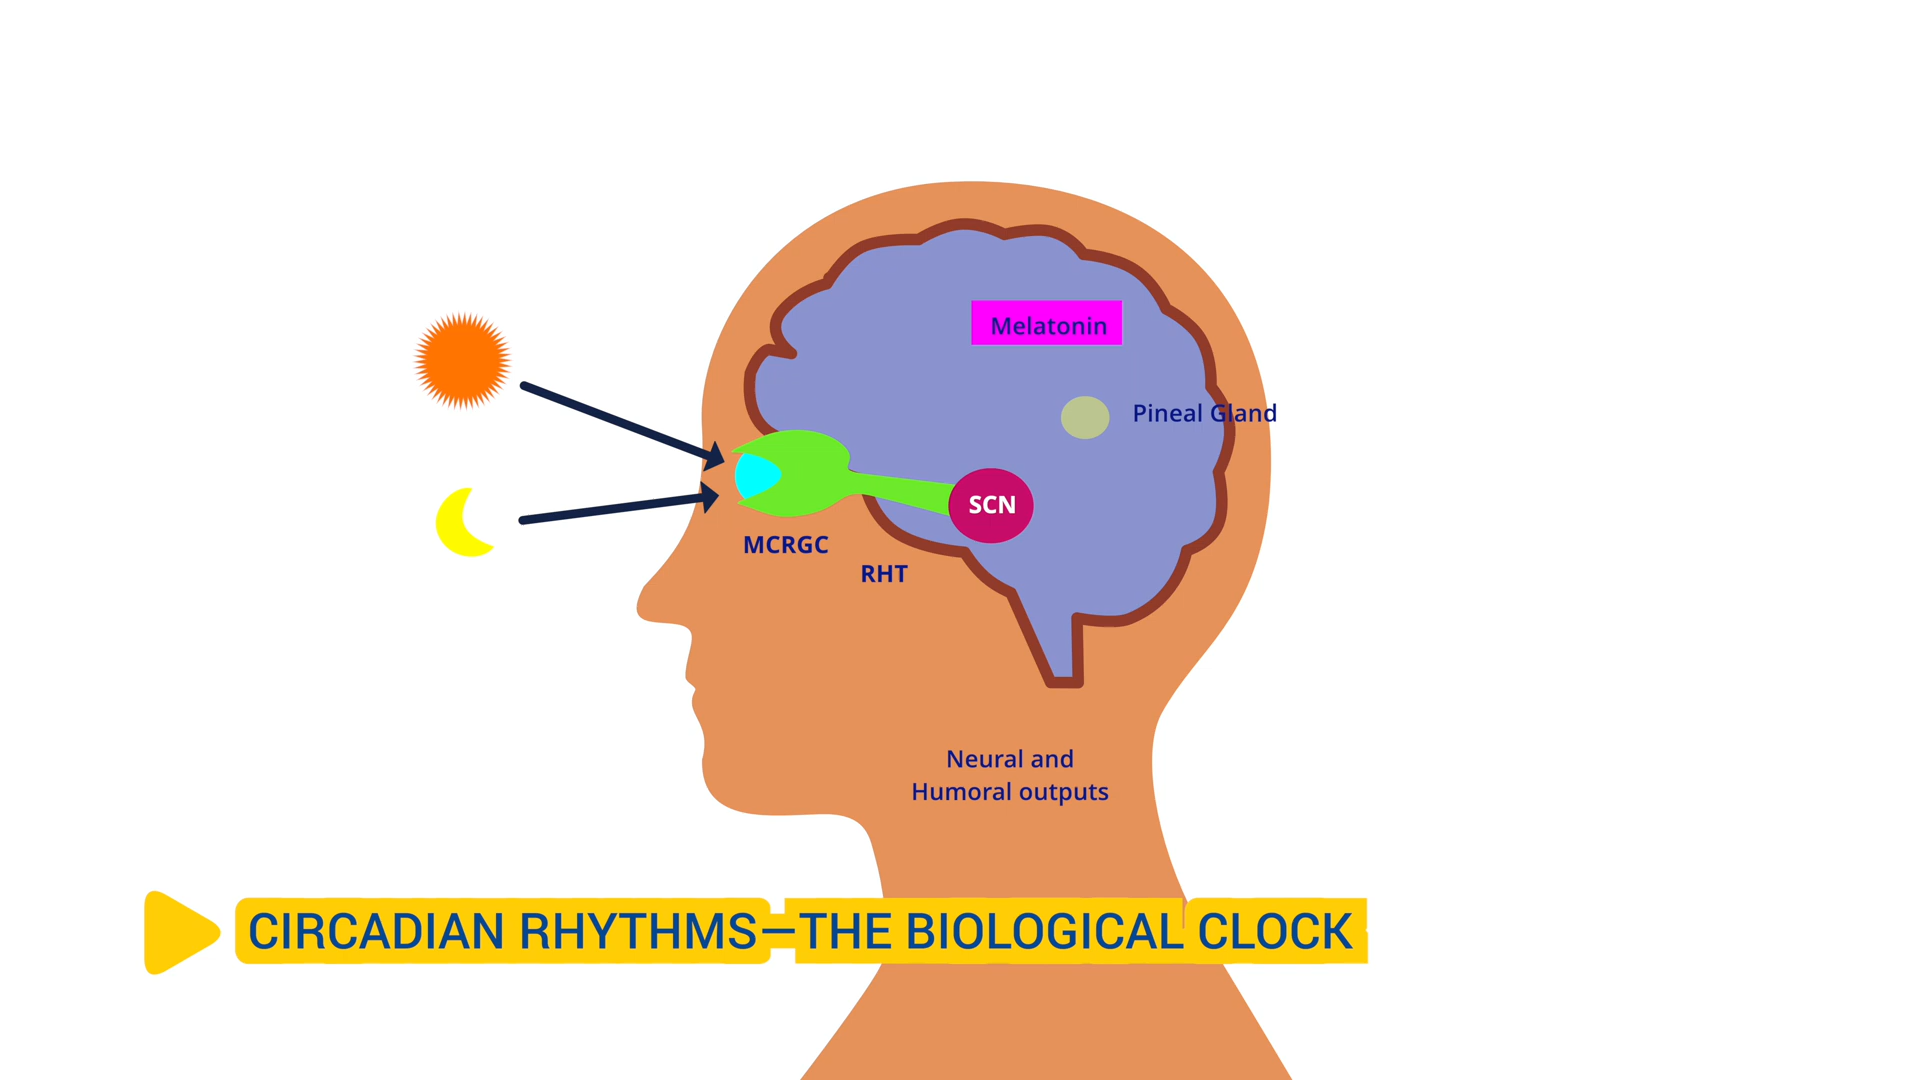 Melatonin
Pineal Gland
SCN
MCRGC
RHT
Neural and
Humoral outputs
CIRCADIAN RHYTHMS—THE BIOLOGICAL CLOCK